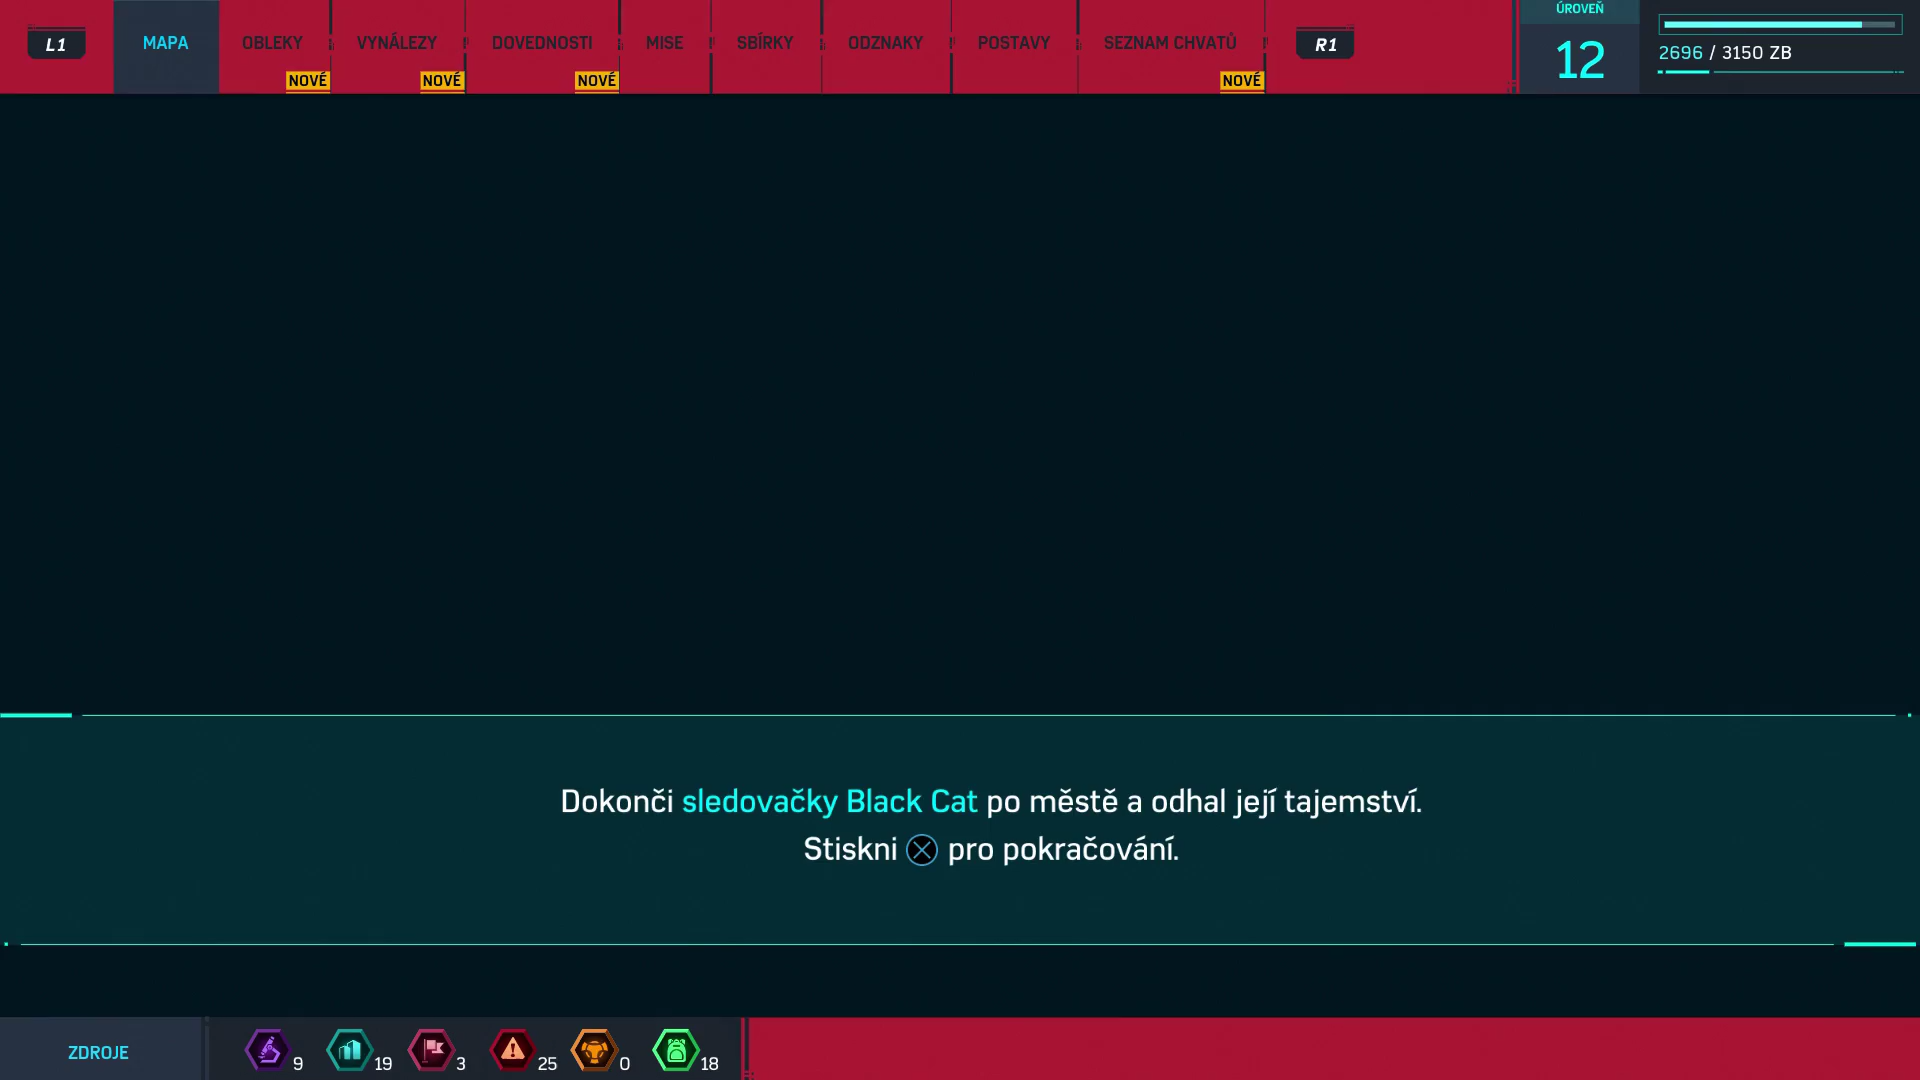 L1
MAPA
OBLEKY
VYNÁLEZY
DOVEDNOSTI
MISE
SBÍRKY
ODZNAKY
POSTAVY
SEZNAM CHVATŮ
R1
NOVÉ
NOVÉ
NOVÉ
NOVÉ
ÚROVEŇ
12
2696 / 3150 ZB
Dokonči sledovačky Black Cat po městě a odhal její tajemství.
Stiskni pro pokračování.
ZDROJE
9
19
3
25
0
18